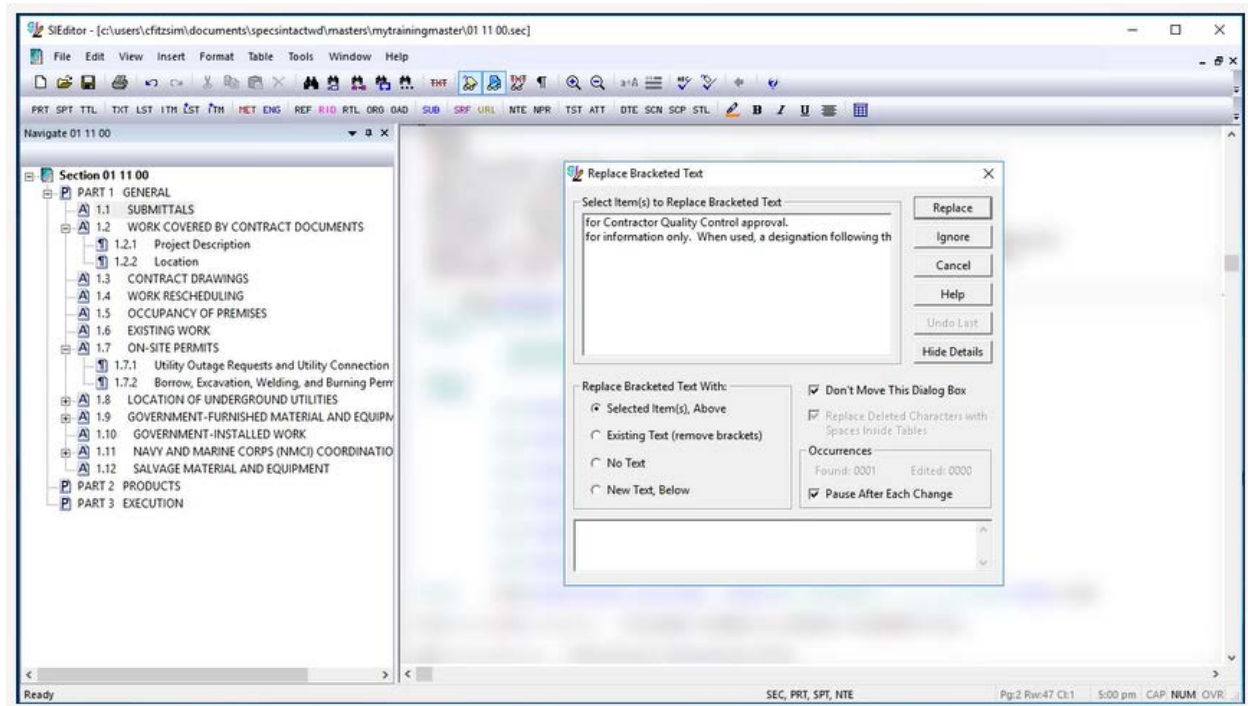 SIEditor - [c:\users\cfitzsim\documents\specsintactwd\masters\mytrainingmaster\01 11 00.sec]
File Edit View Insert Format Table Tools Window Help
PRT SPT TTL TXT LST ITM LST ITM MET ENG REF RID RTL ORG OAD SUB SRF URL NTE NPR TST ATT DTE SCN SCP STL B I U
Navigate 01 11 00
Section 01 11 00
PART 1 GENERAL
1.1 SUBMITTALS
1.2 WORK COVERED BY CONTRACT DOCUMENTS
1.2.1 Project Description
1.2.2 Location
1.3 CONTRACT DRAWINGS
1.4 WORK RESCHEDULING
1.5 OCCUPANCY OF PREMISES
1.6 EXISTING WORK
1.7 ON-SITE PERMITS
1.7.1 Utility Outage Requests and Utility Connection
1.7.2 Borrow, Excavation, Welding, and Burning Perm
1.8 LOCATION OF UNDERGROUND UTILITIES
1.9 GOVERNMENT-FURNISHED MATERIAL AND EQUIPM
1.10 GOVERNMENT-INSTALLED WORK
1.11 NAVY AND MARINE CORPS (NMCI) COORDINATIO
1.12 SALVAGE MATERIAL AND EQUIPMENT
PART 2 PRODUCTS
PART 3 EXECUTION
Replace Bracketed Text
Select Item(s) to Replace Bracketed Text
for Contractor Quality Control approval.
for information only. When used, a designation following th
Replace
Ignore
Cancel
Help
Undo Last
Hide Details
Replace Bracketed Text With:
Selected Item(s), Above
Existing Text (remove brackets)
No Text
New Text, Below
Don't Move This Dialog Box
Replace Deleted Characters with
Spaces Inside Tables
Occurrences
Found: 0001 Edited: 0000
Pause After Each Change
Ready SEC, PRT, SPT, NTE Pg:2 Rw:47 Cl:1 5:00 pm CAP NUM OVR